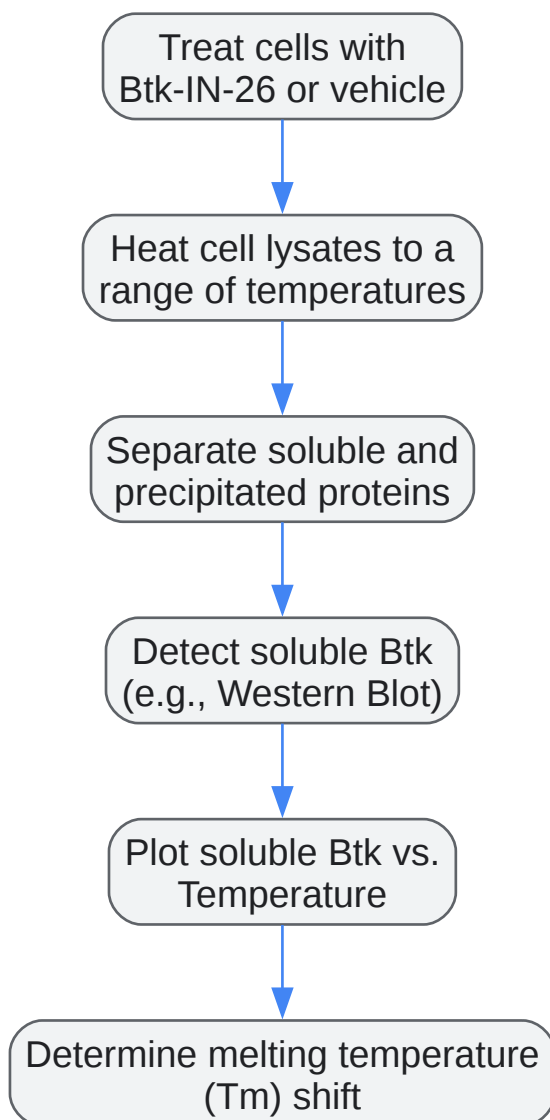 Treat cells with
Btk-IN-26 or vehicle
Heat cell lysates to a
range of temperatures
Separate soluble and
precipitated proteins
Detect soluble Btk
(e.g., Western Blot)
Plot soluble Btk vs.
Temperature
Determine melting temperature
(Tm) shift